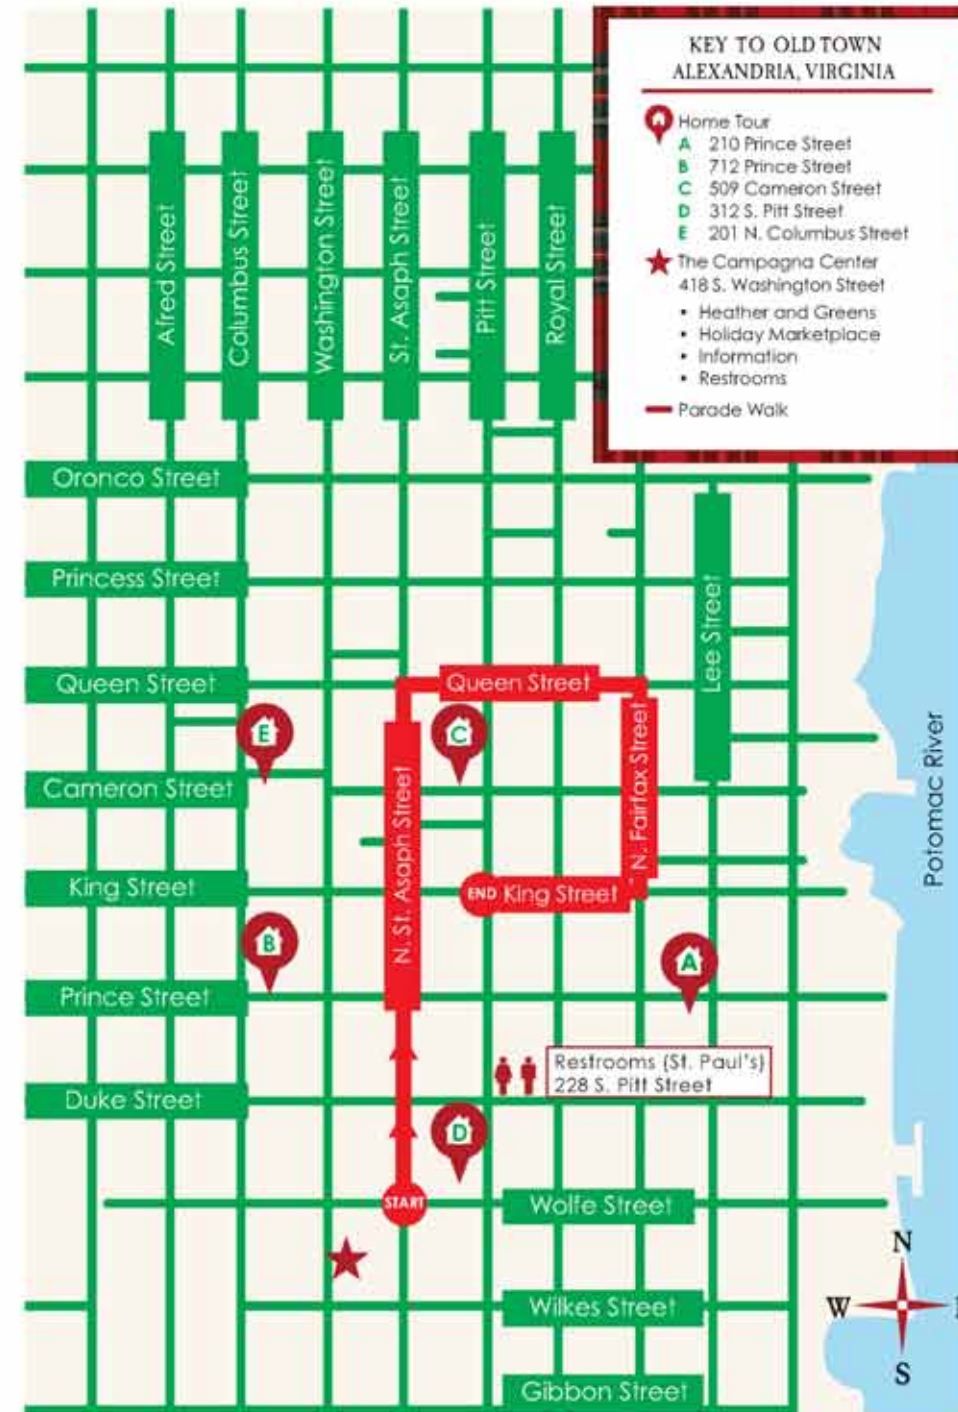 KEY TO OLD TOWN
ALEXANDRIA, VIRGINIA
Home Tour
A 210 Prince Street
B 712 Prince Street
C 509 Cameron Street
D 312 S. Pitt Street
E 201 N. Columbus Street
The Campagna Center
418 S. Washington Street
• Heather and Greens
• Holiday Marketplace
• Information
• Restrooms
Parade Walk
Alfred Street
Columbus Street
Washington Street
St. Asaph Street
Pitt Street
Royal Street
Oronco Street
Princess Street
Lee Street
Queen Street
Queen Street
E
C
N. Fairfax Street
Cameron Street
N. St. Asaph Street
Potomac River
King Street
END King Street
B
A
Prince Street
Restrooms (St. Paul's)
228 S. Pitt Street
Duke Street
D
START
Wolfe Street
N
W
S
Wilkes Street
Gibbon Street